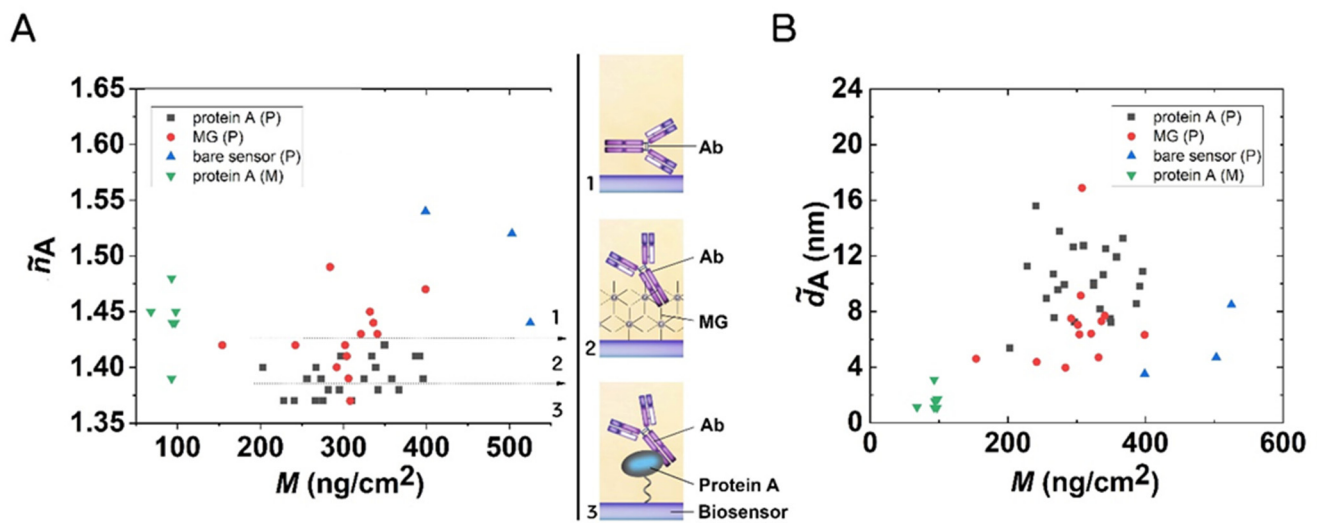 A
1.65
1.60
1.55
1.50
1.45
1.40
1.35
ñA
protein A (P)
MG (P)
bare sensor (P)
protein A (M)
1
2
3
100
200
300
400
500
M (ng/cm2)
Ab
1
Ab
MG
2
Ab
Protein A
Biosensor
3
B
24
20
16
12
8
4
0
d̃A (nm)
protein A (P)
MG (P)
bare sensor (P)
protein A (M)
0
200
400
600
M (ng/cm2)